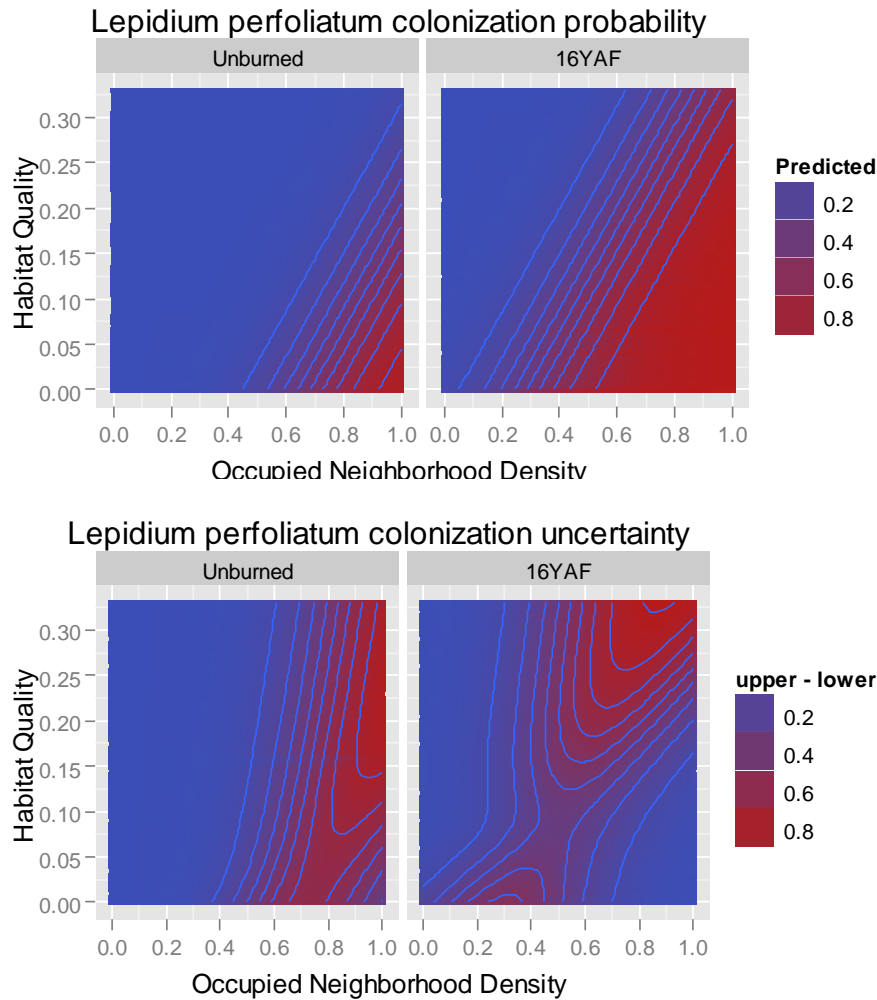 Lepidium perfoliatum colonization probability
Unburned
16YAF
0.30
0.20
0.15
0.10
0.05
0.00
Habitat Quality
0.0 0.2 0.4 0.6 0.8 1.0
0.0 0.2 0.4 0.6 0.8 1.0
Occupied Neighborhood Density
Predicted
0.2
0.4
0.6
0.8
Lepidium perfoliatum colonization uncertainty
Unburned
16YAF
0.30
0.25
0.20
0.15
0.10
0.05
0.00
Habitat Quality
0.0 0.2 0.4 0.6 0.8 1.0
0.0 0.2 0.4 0.6 0.8 1.0
Occupied Neighborhood Density
upper - lower
0.2
0.4
0.6
0.8